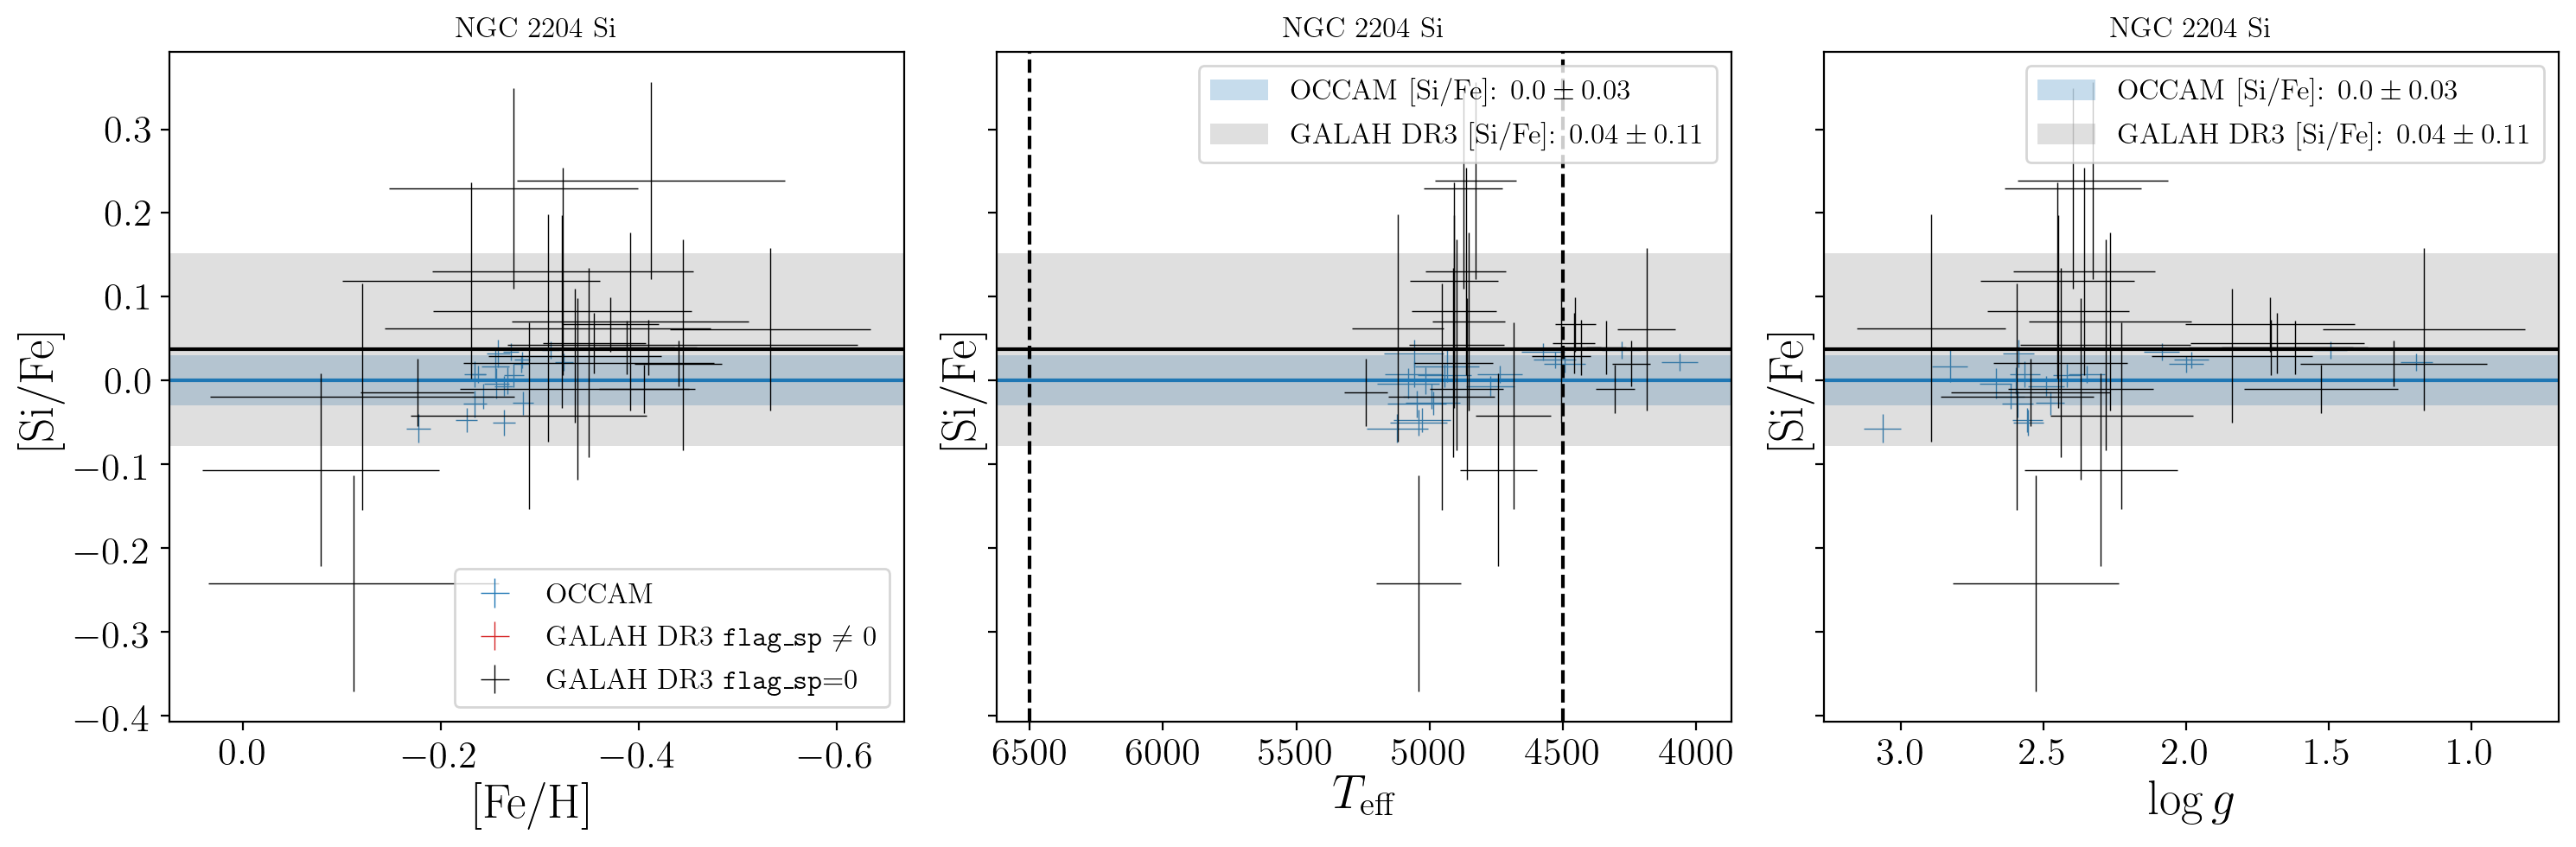 NGC 2204 Si
NGC 2204 Si
NGC 2204 Si
[Si/Fe]
0.3
0.2
0.1
0.0
−0.1
−0.2
−0.3
−0.4
OCCAM
GALAH DR3 flag_sp ≠ 0
GALAH DR3 flag_sp=0
0.0 −0.2 −0.4 −0.6
[Fe/H]
[Si/Fe]
OCCAM [Si/Fe]: 0.0 ± 0.03
GALAH DR3 [Si/Fe]: 0.04 ± 0.11
6500 6000 5500 5000 4500 4000
T_eff
[Si/Fe]
OCCAM [Si/Fe]: 0.0 ± 0.03
GALAH DR3 [Si/Fe]: 0.04 ± 0.11
3.0 2.5 2.0 1.5 1.0
log g